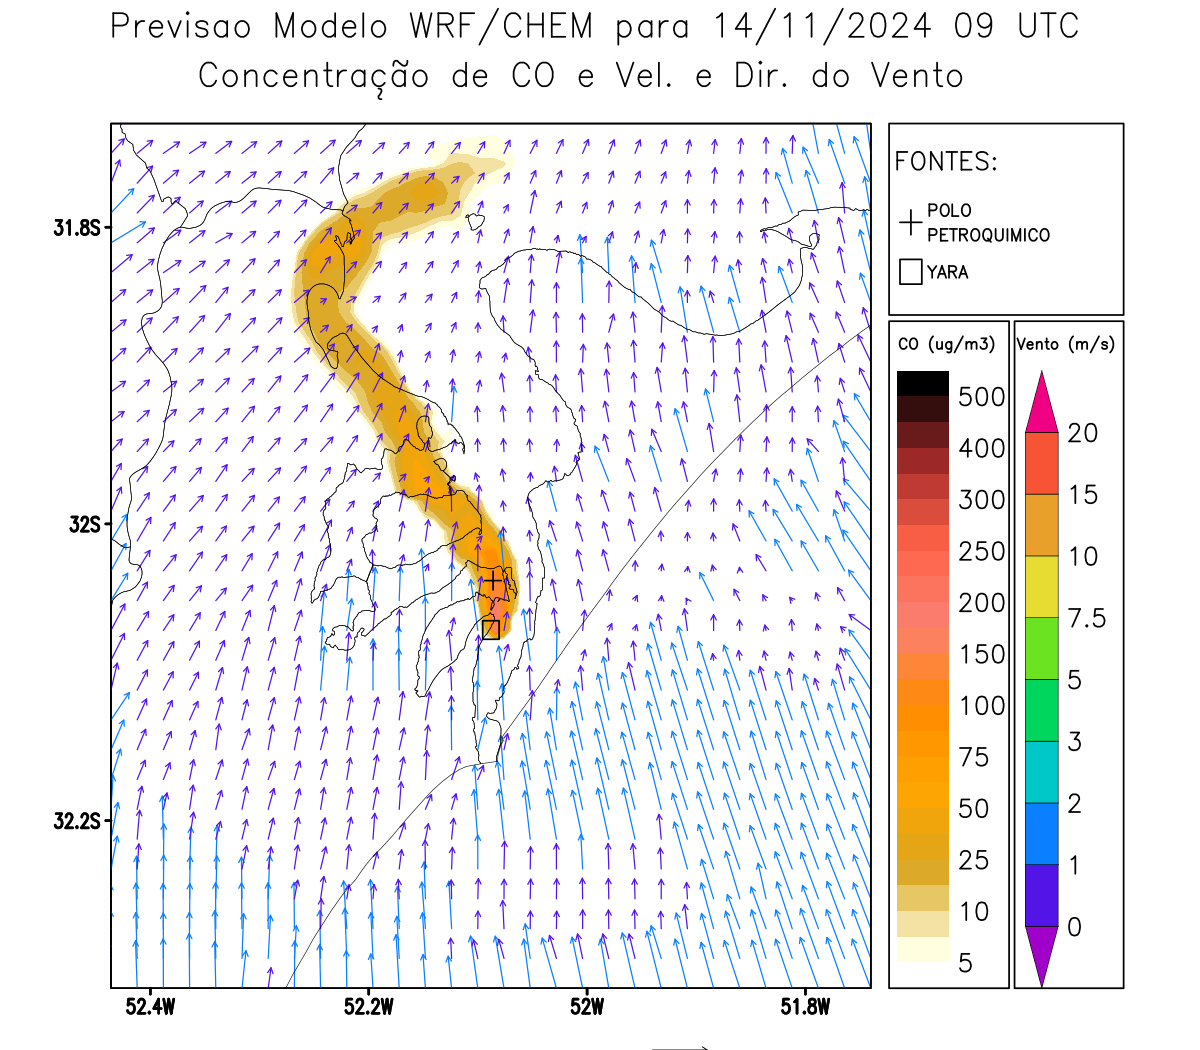 Previsao Modelo WRF/CHEM para 14/11/2024 09 UTC
Concentração de CO e Vel. e Dir. do Vento
FONTES:
POLO
PETROQUIMICO
YARA
CO (ug/m3)
500
400
300
250
200
150
100
75
50
25
10
5
Vento (m/s)
20
15
10
7.5
5
3
2
1
0
31.8S
32S
32.2S
52.4W
52.2W
52W
51.8W